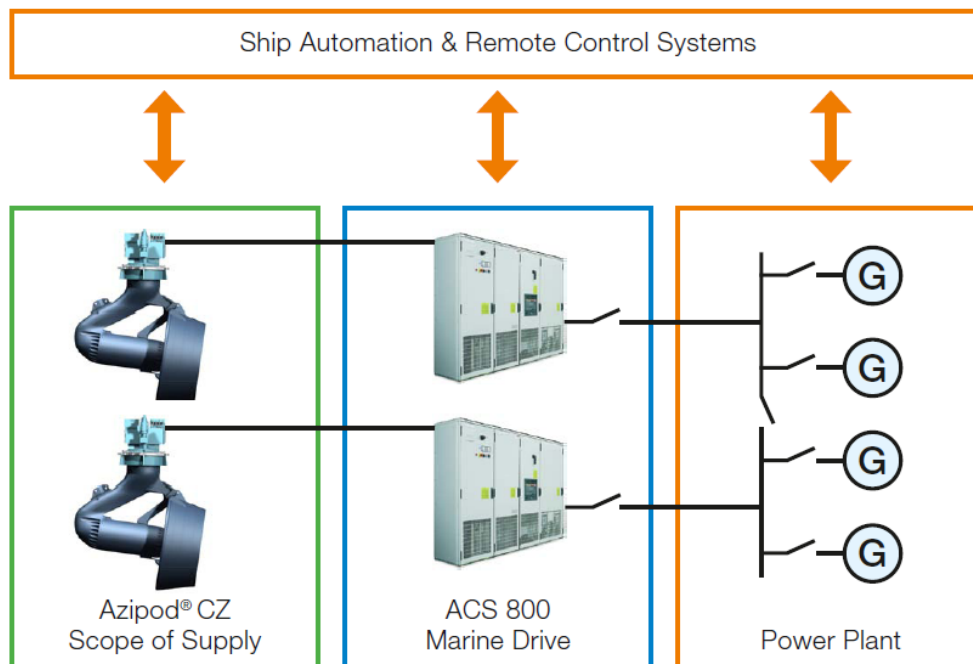 Ship Automation & Remote Control Systems
G
G
G
G
Azipod® CZ
Scope of Supply
ACS 800
Marine Drive
Power Plant